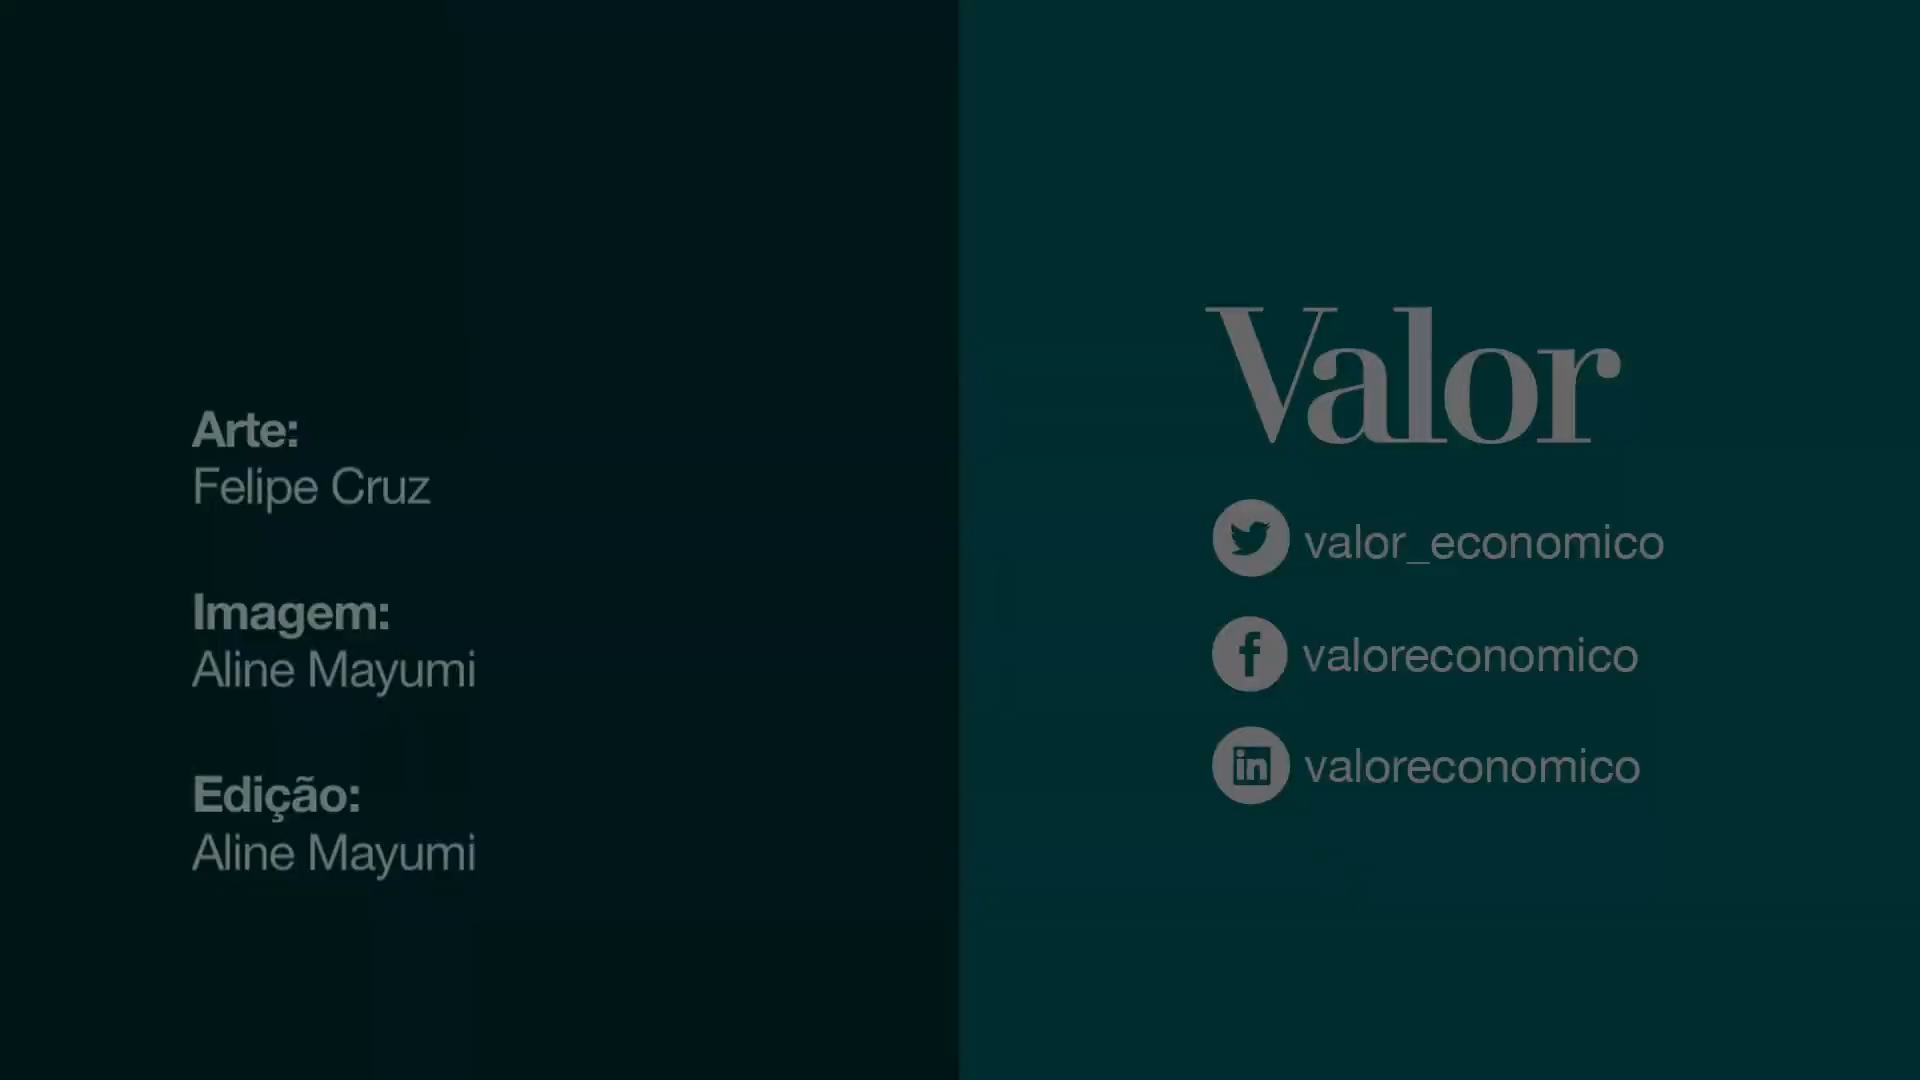 Arte:
Felipe Cruz
Imagem:
Aline Mayumi
Edição:
Aline Mayumi
Valor
valor_economico
valoreconomico
valoreconomico